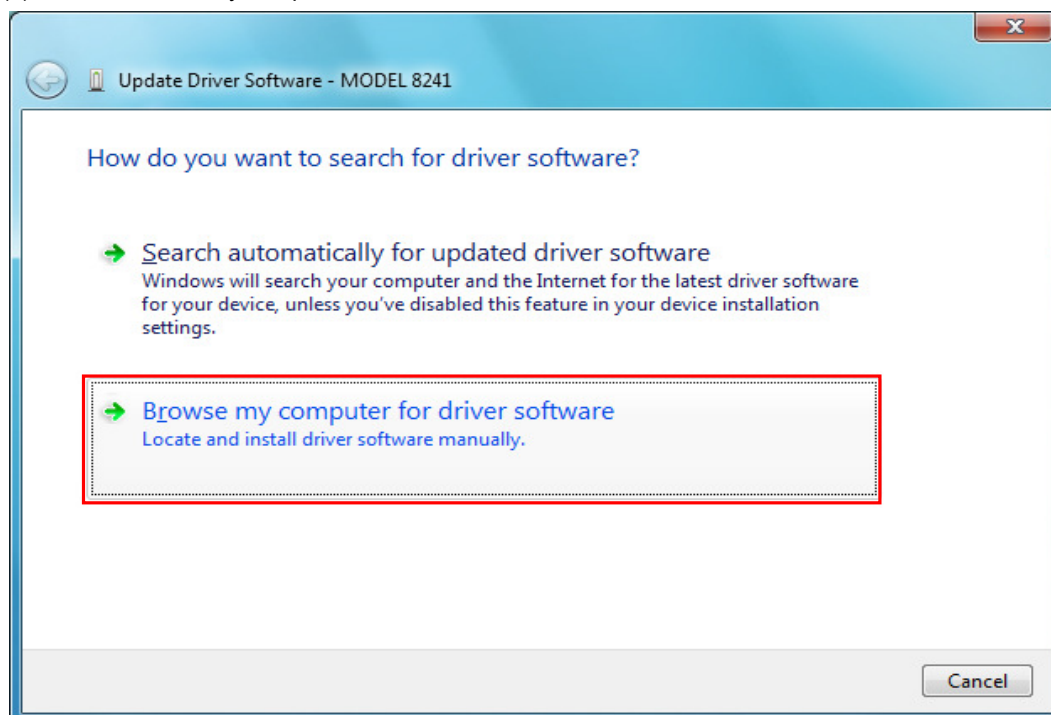 Update Driver Software - MODEL 8241
How do you want to search for driver software?
Search automatically for updated driver software
Windows will search your computer and the Internet for the latest driver software
for your device, unless you've disabled this feature in your device installation
settings.
Browse my computer for driver software
Locate and install driver software manually.
Cancel